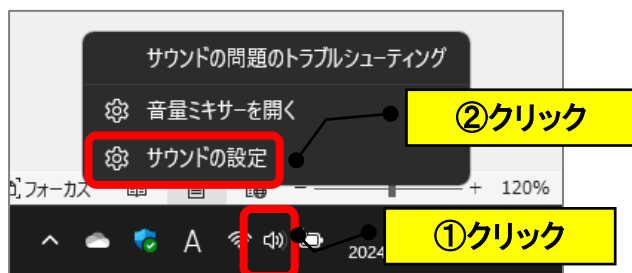 サウンドの問題のトラブルシューティング
音量ミキサーを開く
②クリック
サウンドの設定
フォーカス
+ 120%
A
①クリック
2024